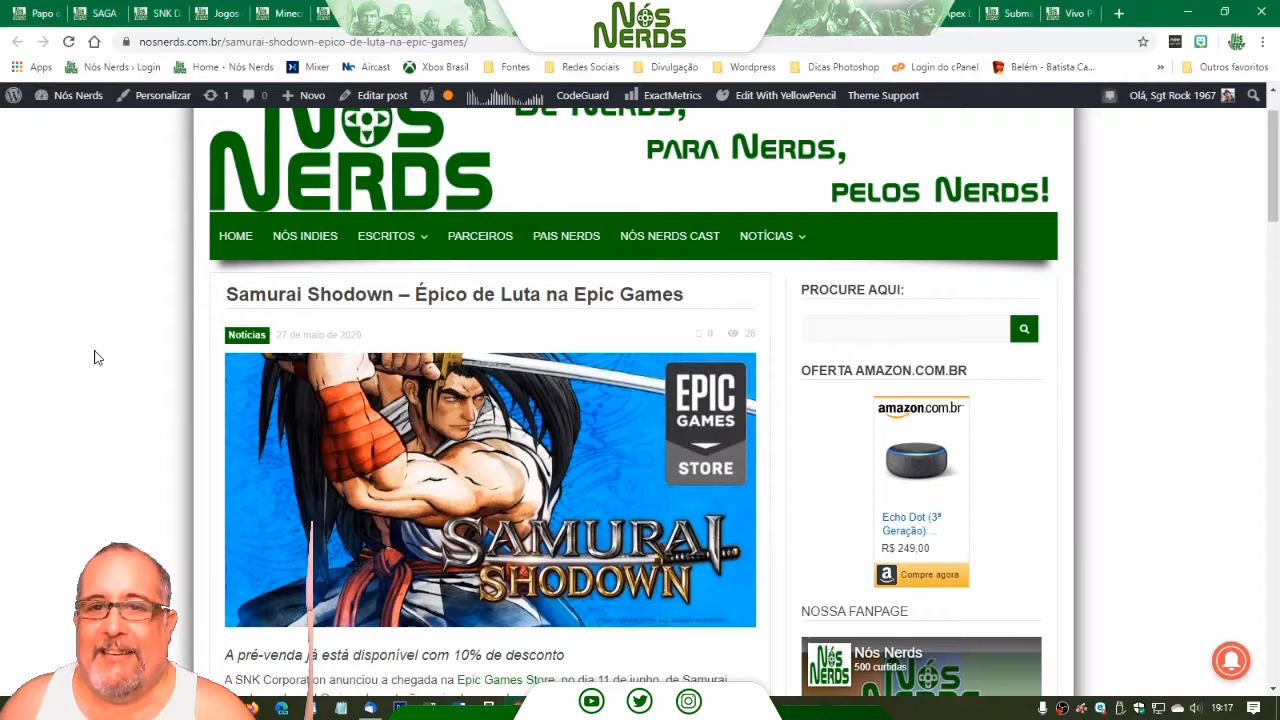 Papo d
SAGA
SNK D
Jogos
Minecr
Nós
NERDS
Apex L
Subma
Vivo P
nosnerds.com.br/samurai-shodown-epico-de-luta-na-epic-games/
Apps
Nós Nerds › Login
Home - Nós Nerds
Mixer
Aircast
Xbox Brasil
Fontes
Redes Sociais
Divulgação
Wordpress
Dicas Photoshop
Login do cPanel
Belém - Batista Ca...
»
Outros favoritos
Nós Nerds
Personalizar
1
0
Novo
Editar post
CodeGuard
ExactMetrics
Edit With YellowPencil
Theme Support
Olá, Sgt Rock 1967
Nós
NERDS
De Nerds,
para Nerds,
pelos Nerds!
HOME
NÓS INDIES
ESCRITOS
PARCEIROS
PAIS NERDS
NÓS NERDS CAST
NOTÍCIAS
Samurai Shodown – Épico de Luta na Epic Games
Notícias
27 de maio de 2020
0
28
EPIC
GAMES
STORE
SAMURAI
SHODOWN
A pré-venda já está disponível com 10% de desconto
A SNK Corporation anunciou a chegada na Epic Games Store, no dia 11 de junho, de Samurai
PROCURE AQUI:
OFERTA AMAZON.COM.BR
amazon.com.br
Echo Dot (3ª
Geração):...
R$ 249,00
Compre agora
NOSSA FANPAGE
Nós
NERDS
Nós Nerds
500 curtidas
19:17